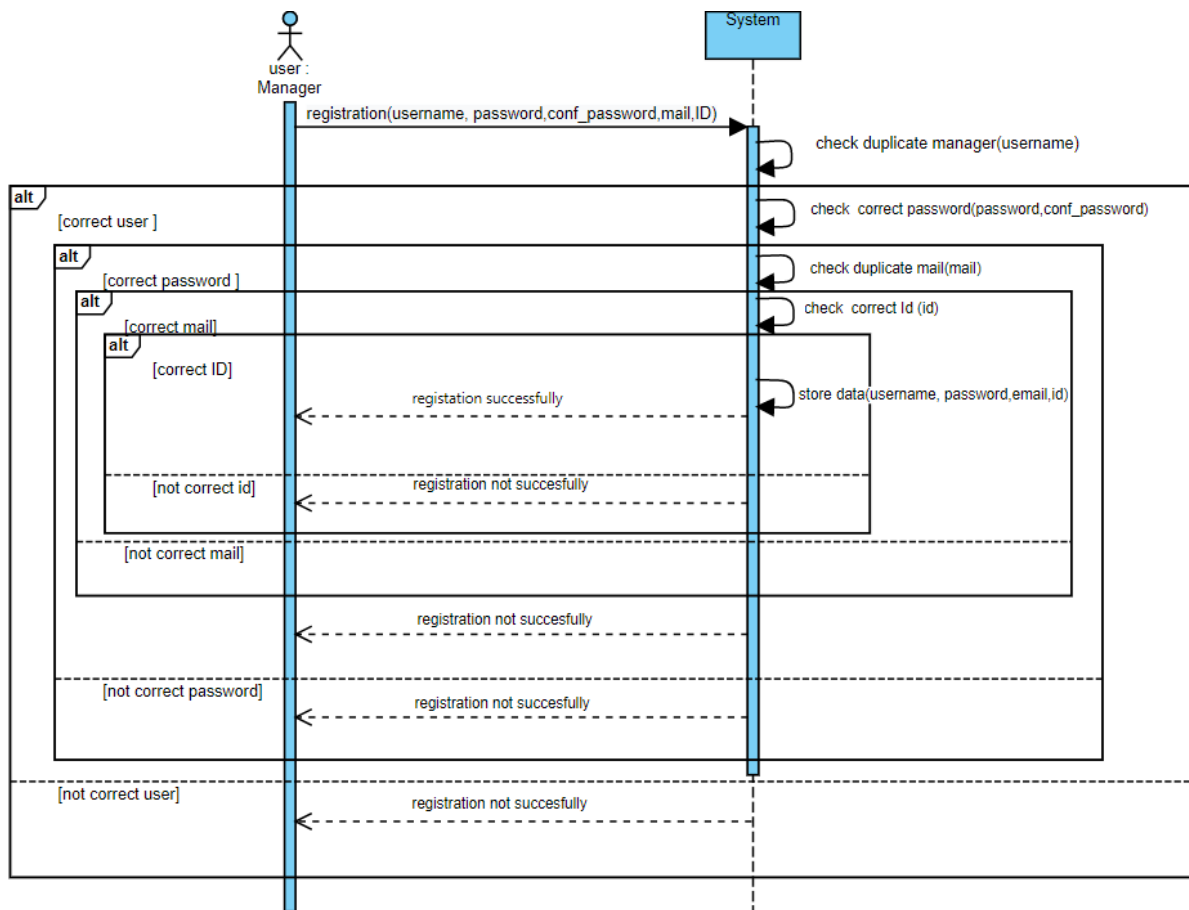 System
user :
Manager
registration(username, password,conf_password,mail,ID)
check duplicate manager(username)
alt
[correct user ]
check  correct password(password,conf_password)
alt
[correct password ]
check duplicate mail(mail)
alt
[correct mail]
check  correct Id (id)
alt
[correct ID]
store data(username, password,email,id)
registation successfully
[not correct id]
registration not succesfully
[not correct mail]
registration not succesfully
[not correct password]
registration not succesfully
[not correct user]
registration not succesfully